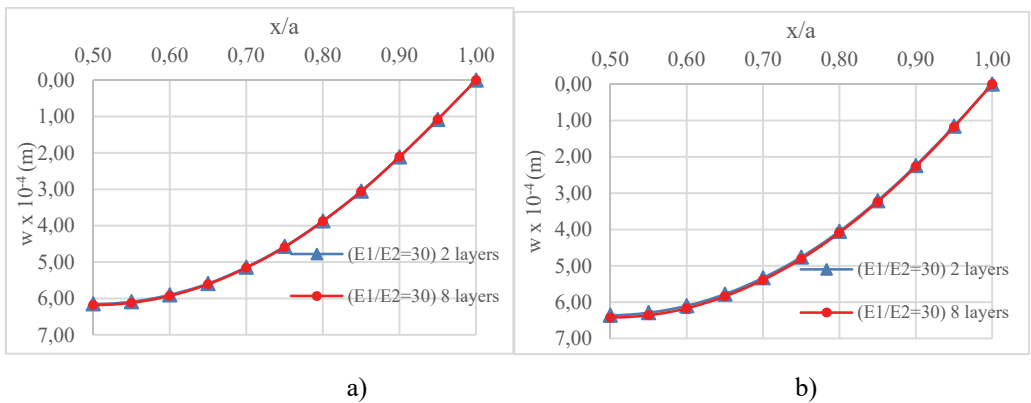 x/a
0,50 0,60 0,70 0,80 0,90 1,00
0,00
1,00
2,00
3,00
4,00
5,00
6,00
7,00
w x 10⁻⁴ (m)
(E1/E2=30) 2 layers
(E1/E2=30) 8 layers
a)
x/a
0,50 0,60 0,70 0,80 0,90 1,00
0,00
1,00
2,00
3,00
4,00
5,00
6,00
7,00
w x 10⁻⁴ (m)
(E1/E2=30) 2 layers
(E1/E2=30) 8 layers
b)